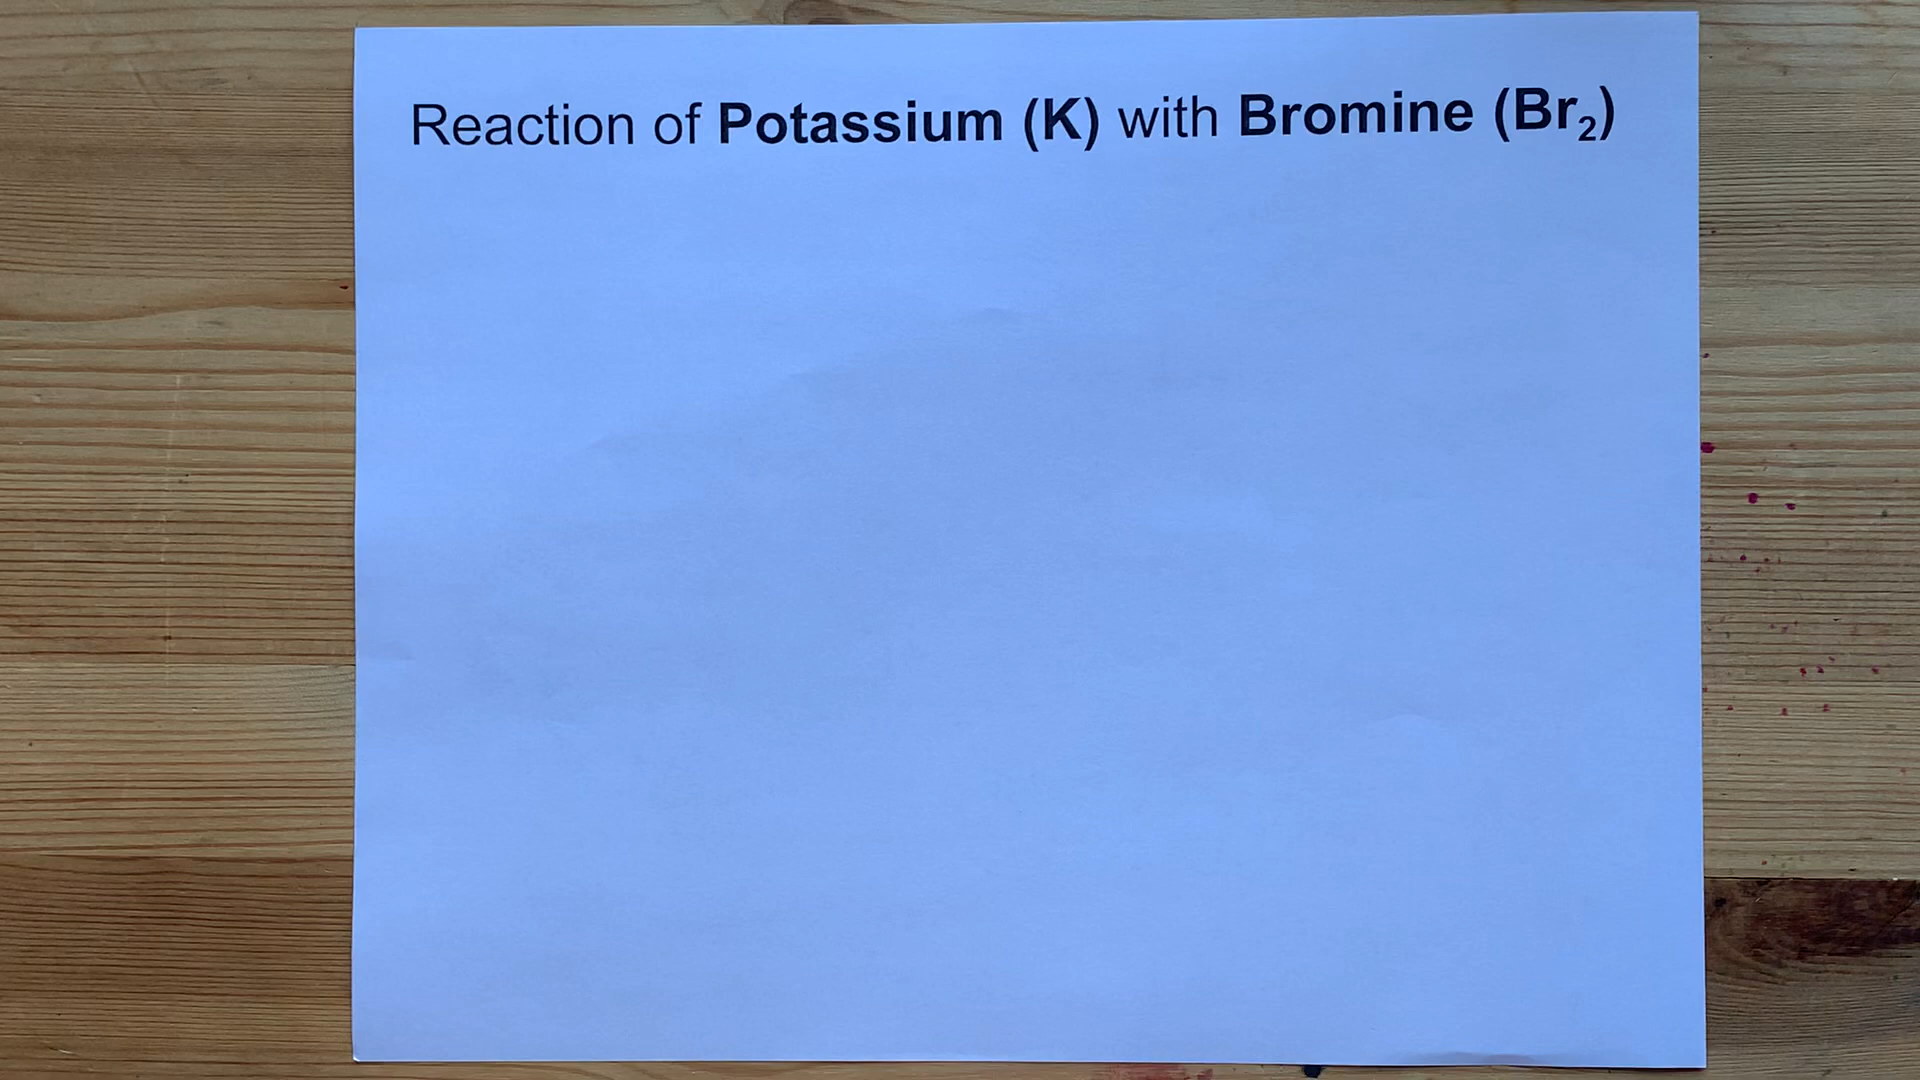 Reaction of Potassium (K) with Bromine (Br₂)